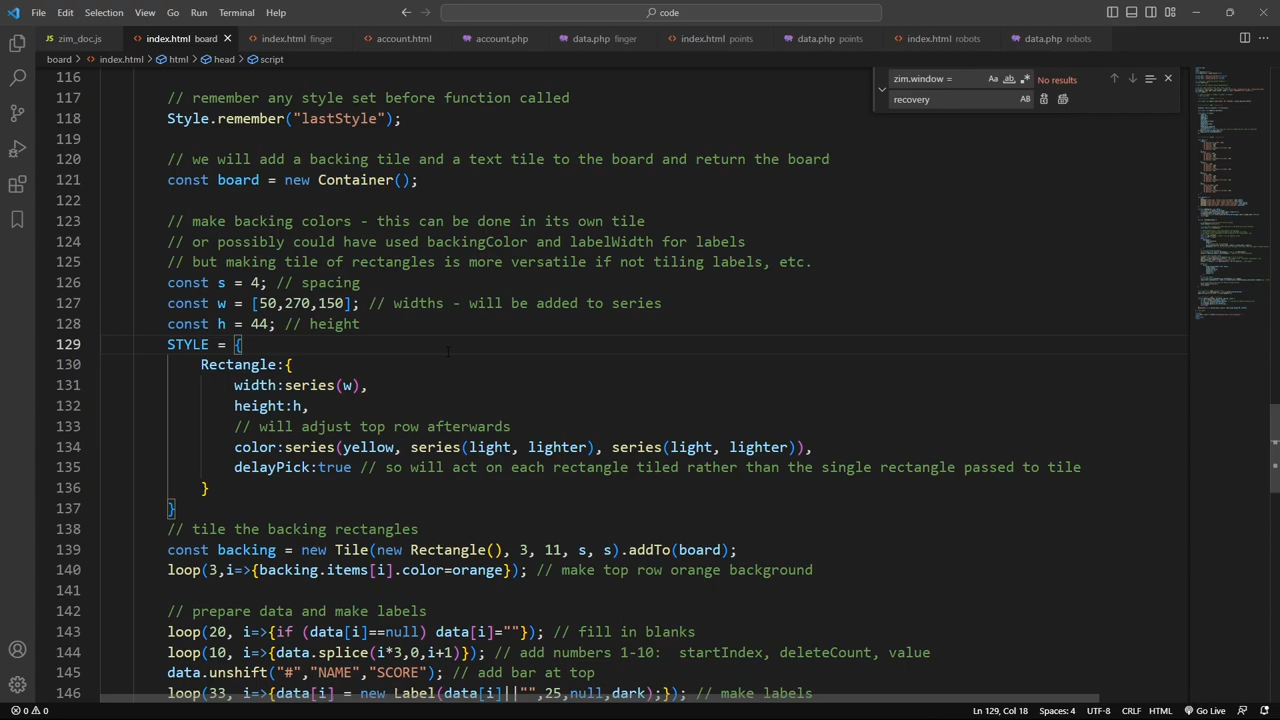 File Edit Selection View Go Run Terminal Help
code
zim_doc.js index.html board index.html finger account.html account.php data.php finger index.html points data.php points index.html robots data.php robots
board > index.html > html > head > script
zim.window = Aa ab .* No results
recovery AB
116
117 // remember any style set before function called
118 Style.remember("lastStyle");
119
120 // we will add a backing tile and a text tile to the board and return the board
121 const board = new Container();
122
123 // make backing colors - this can be done in its own tile
124 // or possibly could have used backingColor and labelWidth for labels
125 // but making tile of rectangles is more versatile if not tiling labels, etc.
126 const s = 4; // spacing
127 const w = [50,270,150]; // widths - will be added to series
128 const h = 44; // height
129 STYLE = {
130 Rectangle:{
131 width:series(w),
132 height:h,
133 // will adjust top row afterwards
134 color:series(yellow, series(light, lighter), series(light, lighter)),
135 delayPick:true // so will act on each rectangle tiled rather than the single rectangle passed to tile
136 }
137 }
138 // tile the backing rectangles
139 const backing = new Tile(new Rectangle(), 3, 11, s, s).addTo(board);
140 loop(3,i=>{backing.items[i].color=orange}); // make top row orange background
141
142 // prepare data and make labels
143 loop(20, i=>{if (data[i]==null) data[i]=""}); // fill in blanks
144 loop(10, i=>{data.splice(i*3,0,i+1)}); // add numbers 1-10:  startIndex, deleteCount, value
145 data.unshift("#","NAME","SCORE"); // add bar at top
146 loop(33, i=>{data[i] = new Label(data[i]||"",25,null,dark);}); // make labels
0 0 Ln 129, Col 18 Spaces: 4 UTF-8 CRLF HTML Go Live